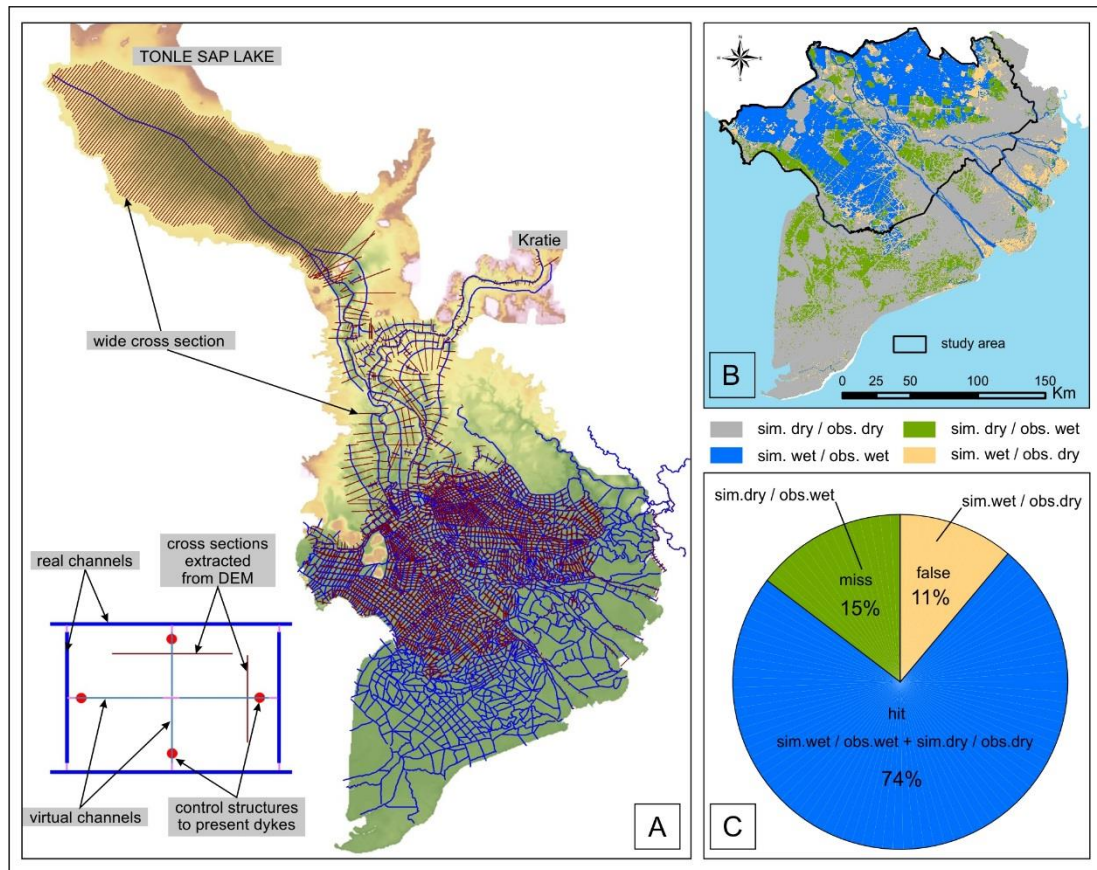 TONLE SAP LAKE
Kratie
wide cross section
real channels
cross sections
extracted
from DEM
virtual channels
control structures
to present dykes
A
N
S
W
E
B
study area
0 25 50 100 150
Km
sim. dry / obs. dry
sim. dry / obs. wet
sim. wet / obs. wet
sim. wet / obs. dry
sim.dry / obs.wet
sim.wet / obs.dry
miss
15%
false
11%
hit
sim.wet / obs.wet + sim.dry / obs.dry
74%
C